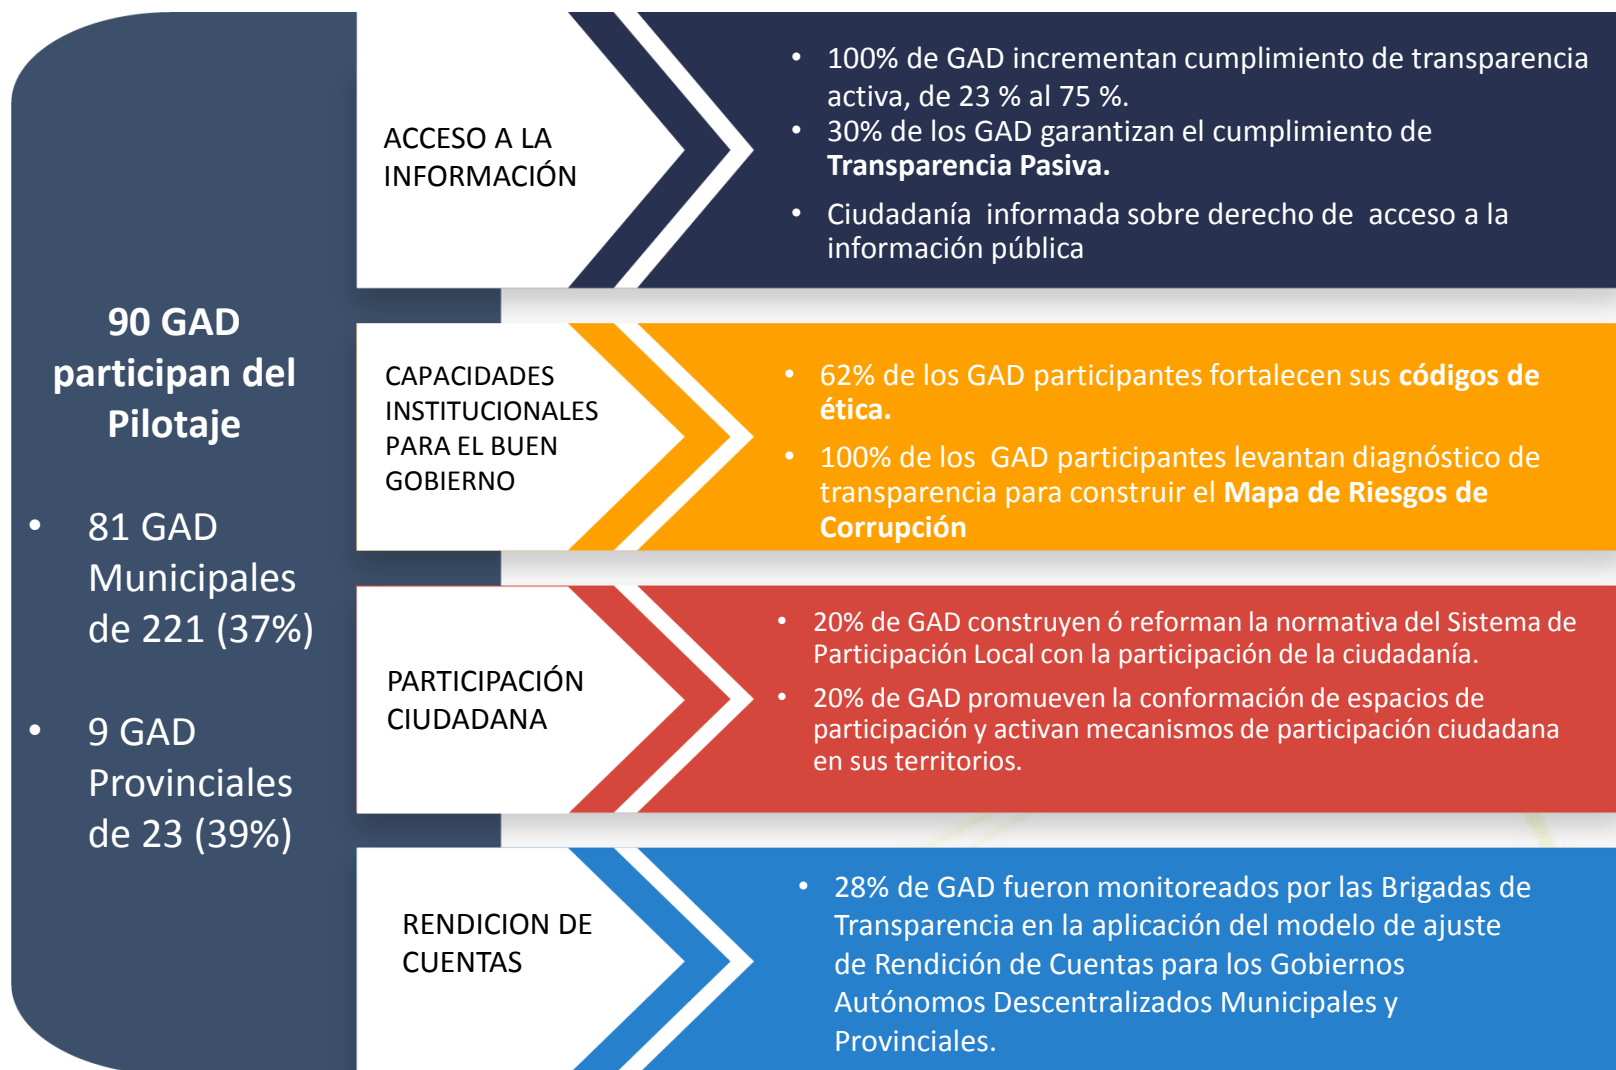 90 GAD
participan del
Pilotaje
• 81 GAD
Municipales
de 221 (37%)
• 9 GAD
Provinciales
de 23 (39%)
ACCESO A LA
INFORMACIÓN
• 100% de GAD incrementan cumplimiento de transparencia
activa, de 23 % al 75 %.
• 30% de los GAD garantizan el cumplimiento de
Transparencia Pasiva.
• Ciudadanía informada sobre derecho de acceso a la
información pública
CAPACIDADES
INSTITUCIONALES
PARA EL BUEN
GOBIERNO
• 62% de los GAD participantes fortalecen sus códigos de
ética.
• 100% de los GAD participantes levantan diagnóstico de
transparencia para construir el Mapa de Riesgos de
Corrupción
PARTICIPACIÓN
CIUDADANA
• 20% de GAD construyen ó reforman la normativa del Sistema de
Participación Local con la participación de la ciudadanía.
• 20% de GAD promueven la conformación de espacios de
participación y activan mecanismos de participación ciudadana
en sus territorios.
RENDICION DE
CUENTAS
• 28% de GAD fueron monitoreados por las Brigadas de
Transparencia en la aplicación del modelo de ajuste
de Rendición de Cuentas para los Gobiernos
Autónomos Descentralizados Municipales y
Provinciales.